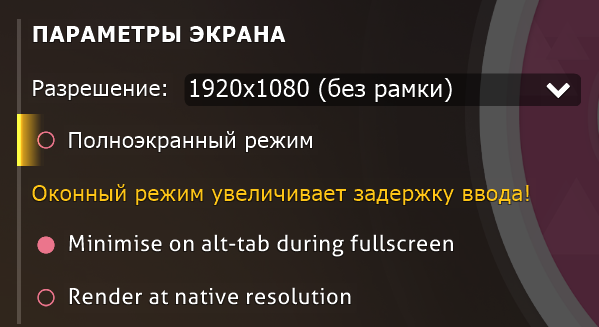 ПАРАМЕТРЫ ЭКРАНА
Разрешение: 1920x1080 (без рамки)
Полноэкранный режим
Оконный режим увеличивает задержку ввода!
Minimise on alt-tab during fullscreen
Render at native resolution